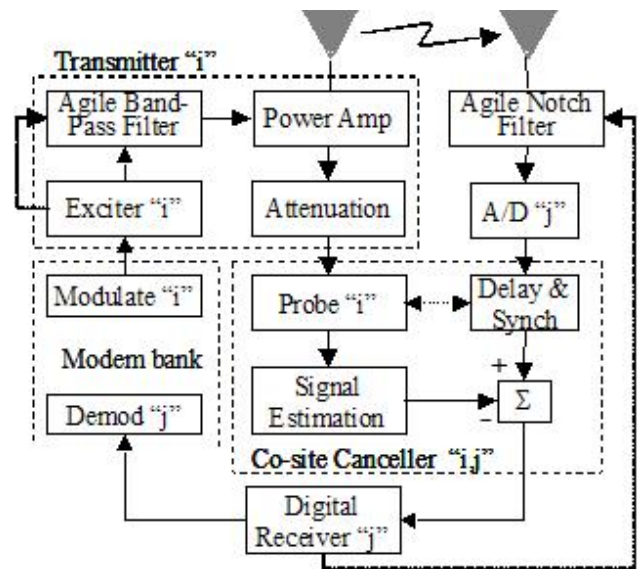 Transmitter “i”
Agile Band-
Pass Filter
Power Amp
Agile Notch
Filter
Exciter “i”
Attenuation
A/D “j”
Modulate “i”
Probe “i”
Delay &
Synch
Modem bank
+
Signal
Estimation
−
Σ
Demod “j”
Co-site Canceller “i,j”
Digital
Receiver “j”